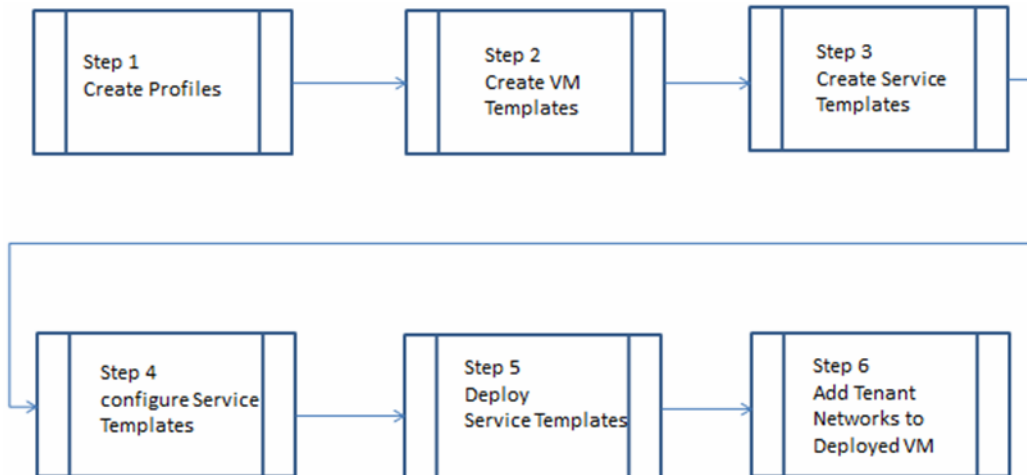 Step 1
Create Profiles
Step 2
Create VM
Templates
Step 3
Create Service
Templates
Step 4
configure Service
Templates
Step 5
Deploy
Service Templates
Step 6
Add Tenant
Networks to
Deployed VM